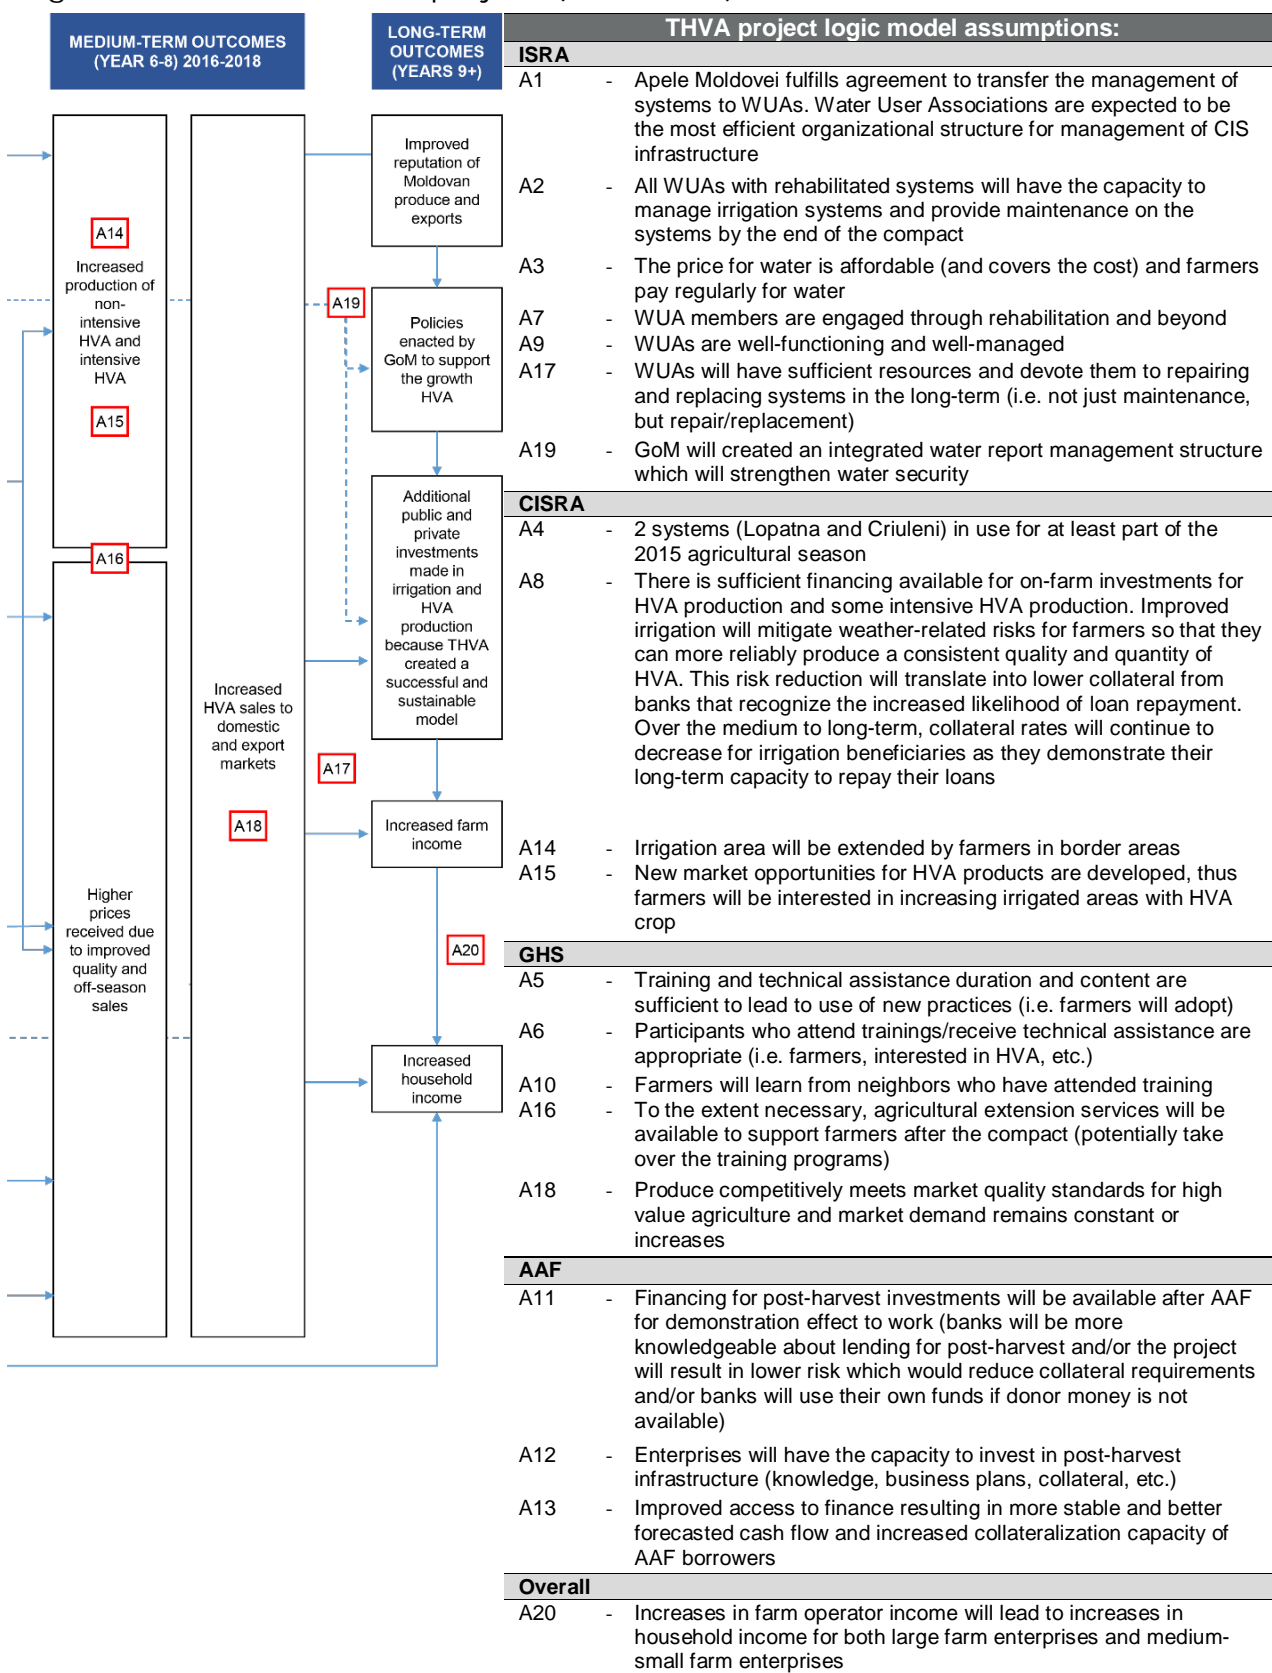 MEDIUM-TERM OUTCOMES
(YEAR 6-8) 2016-2018
LONG-TERM
OUTCOMES
(YEARS 9+)
A14
Increased
production of
non-
intensive
HVA and
intensive
HVA
A15
A16
Higher
prices
received due
to improved
quality and
off-season
sales
Increased
HVA sales to
domestic
and export
markets
A18
A19
A17
Improved
reputation of
Moldovan
produce and
exports
Policies
enacted by
GoM to support
the growth
HVA
Additional
public and
private
investments
made in
irrigation and
HVA
production
because THVA
created a
successful and
sustainable
model
Increased farm
income
A20
Increased
household
income
THVA project logic model assumptions:
ISRA
A1 - Apele Moldovei fulfills agreement to transfer the management of
systems to WUAs. Water User Associations are expected to be
the most efficient organizational structure for management of CIS
infrastructure
A2 - All WUAs with rehabilitated systems will have the capacity to
manage irrigation systems and provide maintenance on the
systems by the end of the compact
A3 - The price for water is affordable (and covers the cost) and farmers
pay regularly for water
A7 - WUA members are engaged through rehabilitation and beyond
A9 - WUAs are well-functioning and well-managed
A17 - WUAs will have sufficient resources and devote them to repairing
and replacing systems in the long-term (i.e. not just maintenance,
but repair/replacement)
A19 - GoM will created an integrated water report management structure
which will strengthen water security
CISRA
A4 - 2 systems (Lopatna and Criuleni) in use for at least part of the
2015 agricultural season
A8 - There is sufficient financing available for on-farm investments for
HVA production and some intensive HVA production. Improved
irrigation will mitigate weather-related risks for farmers so that they
can more reliably produce a consistent quality and quantity of
HVA. This risk reduction will translate into lower collateral from
banks that recognize the increased likelihood of loan repayment.
Over the medium to long-term, collateral rates will continue to
decrease for irrigation beneficiaries as they demonstrate their
long-term capacity to repay their loans
A14 - Irrigation area will be extended by farmers in border areas
A15 - New market opportunities for HVA products are developed, thus
farmers will be interested in increasing irrigated areas with HVA
crop
GHS
A5 - Training and technical assistance duration and content are
sufficient to lead to use of new practices (i.e. farmers will adopt)
A6 - Participants who attend trainings/receive technical assistance are
appropriate (i.e. farmers, interested in HVA, etc.)
A10 - Farmers will learn from neighbors who have attended training
A16 - To the extent necessary, agricultural extension services will be
available to support farmers after the compact (potentially take
over the training programs)
A18 - Produce competitively meets market quality standards for high
value agriculture and market demand remains constant or
increases
AAF
A11 - Financing for post-harvest investments will be available after AAF
for demonstration effect to work (banks will be more
knowledgeable about lending for post-harvest and/or the project
will result in lower risk which would reduce collateral requirements
and/or banks will use their own funds if donor money is not
available)
A12 - Enterprises will have the capacity to invest in post-harvest
infrastructure (knowledge, business plans, collateral, etc.)
A13 - Improved access to finance resulting in more stable and better
forecasted cash flow and increased collateralization capacity of
AAF borrowers
Overall
A20 - Increases in farm operator income will lead to increases in
household income for both large farm enterprises and medium-
small farm enterprises